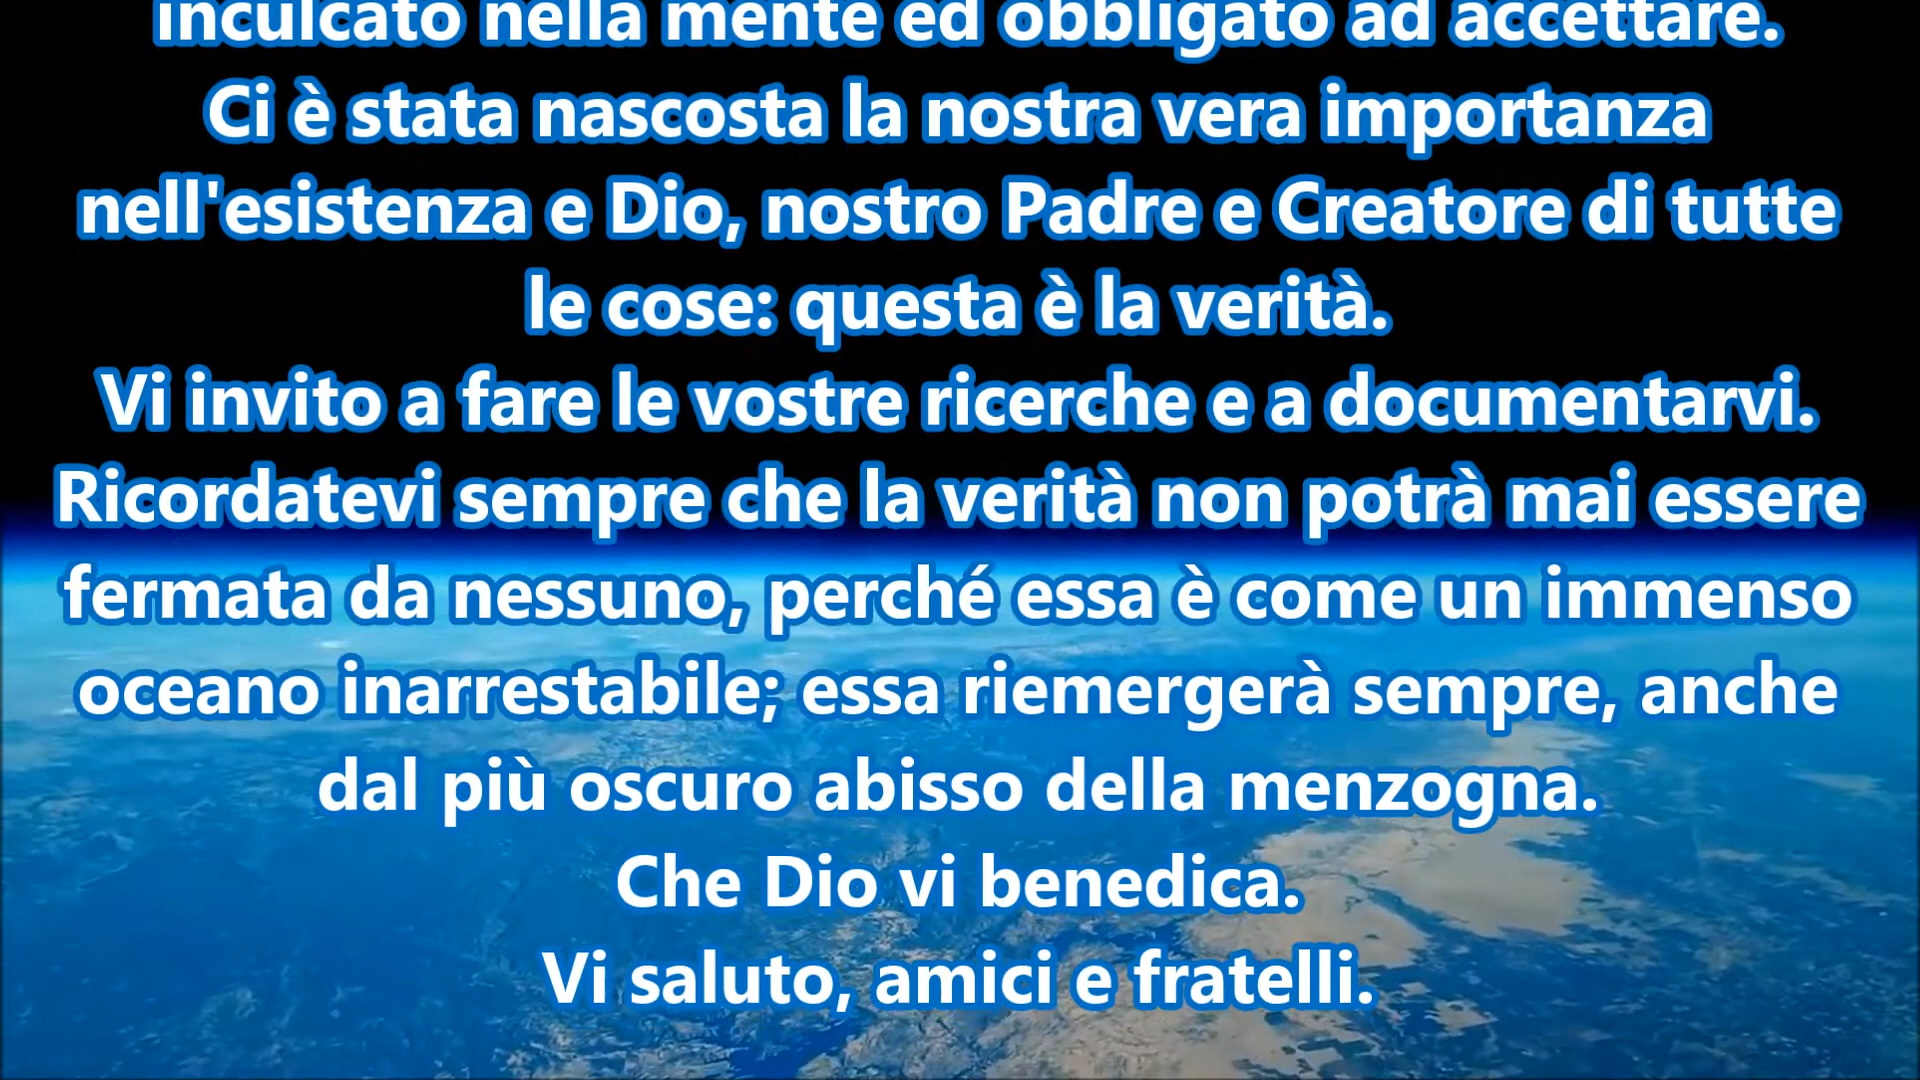 inculcato nella mente ed obbligato ad accettare.
Ci è stata nascosta la nostra vera importanza
nell'esistenza e Dio, nostro Padre e Creatore di tutte
le cose: questa è la verità.
Vi invito a fare le vostre ricerche e a documentarvi.
Ricordatevi sempre che la verità non potrà mai essere
fermata da nessuno, perché essa è come un immenso
oceano inarrestabile; essa riemergerà sempre, anche
dal più oscuro abisso della menzogna.
Che Dio vi benedica.
Vi saluto, amici e fratelli.